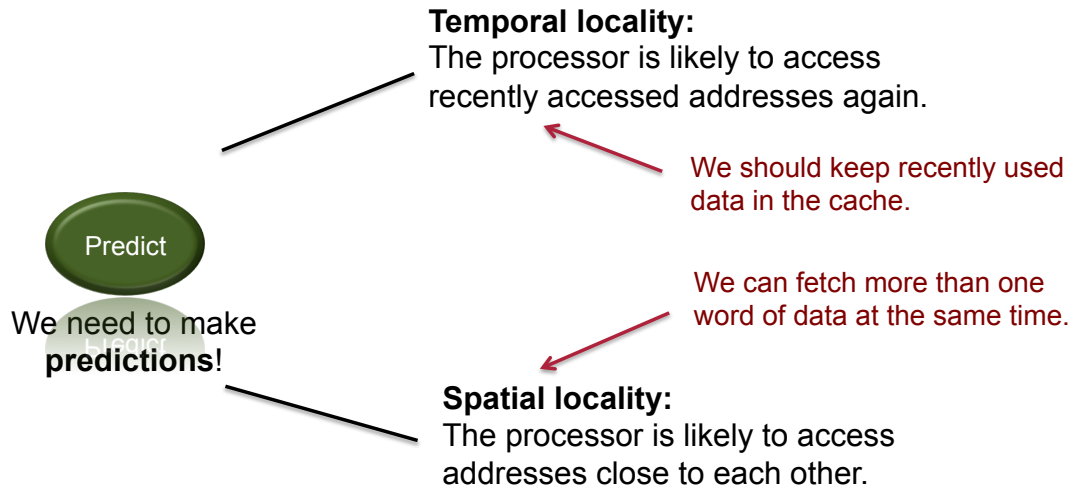 Temporal locality:
The processor is likely to access
recently accessed addresses again.
We should keep recently used
data in the cache.
Predict
We can fetch more than one
word of data at the same time.
We need to make
predictions!
Spatial locality:
The processor is likely to access
addresses close to each other.